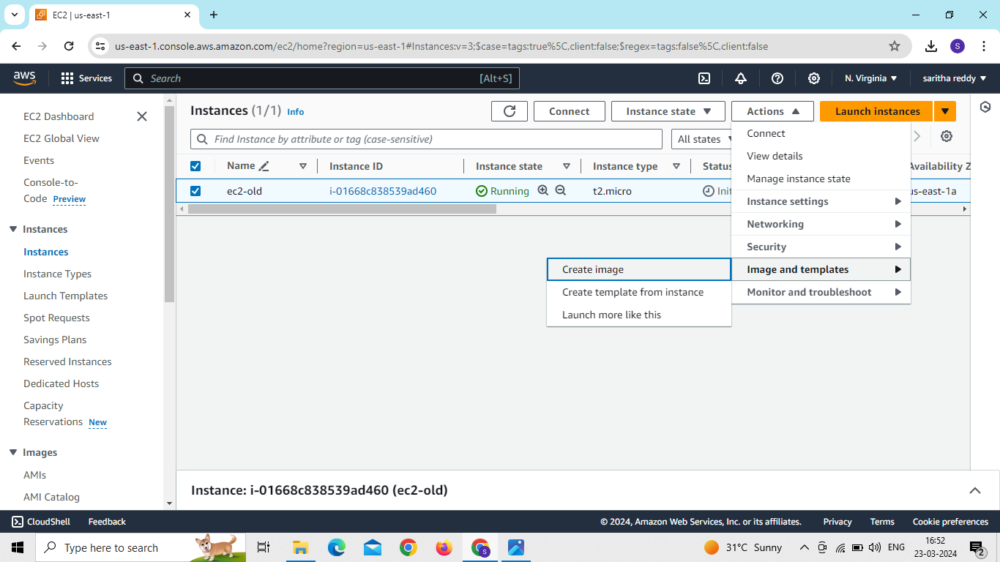 EC2 | us-east-1
us-east-1.console.aws.amazon.com/ec2/home?region=us-east-1#Instances:v=3;$case=tags:true%5C,client:false;$regex=tags:false%5C,client:false
S
aws
Services
Search
[Alt+S]
N. Virginia
saritha reddy
EC2 Dashboard
EC2 Global View
Events
Console-to-
Code Preview
Instances
Instances
Instance Types
Launch Templates
Spot Requests
Savings Plans
Reserved Instances
Dedicated Hosts
Capacity
Reservations New
Images
AMIs
AMI Catalog
Instances (1/1) Info
Connect
Instance state
Actions
Launch instances
Find Instance by attribute or tag (case-sensitive)
All states
Name
Instance ID
Instance state
Instance type
Status
Availability Z
ec2-old
i-01668c838539ad460
Running
t2.micro
Init
us-east-1a
Connect
View details
Manage instance state
Instance settings
Networking
Security
Image and templates
Monitor and troubleshoot
Create image
Create template from instance
Launch more like this
Instance: i-01668c838539ad460 (ec2-old)
CloudShell
Feedback
© 2024, Amazon Web Services, Inc. or its affiliates.
Privacy
Terms
Cookie preferences
Type here to search
S
31°C Sunny
ENG
16:52
23-03-2024
2